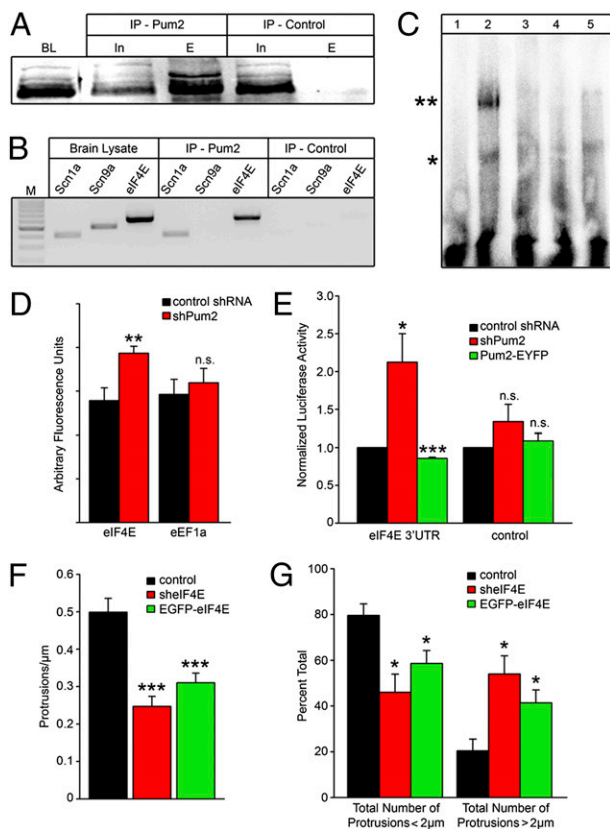 A
IP - Pum2 IP - Control
BL In E In E
B
Brain Lysate IP - Pum2 IP - Control
M Scn1a Scn9a eIF4E Scn1a Scn9a eIF4E Scn1a Scn9a eIF4E
C
1 2 3 4 5
**
*
D
control shRNA
shPum2
Arbitrary Fluorescence Units
**
n.s.
eIF4E eEF1a
E
control shRNA
shPum2
Pum2-EYFP
Normalized Luciferase Activity
3.0
2.5
2.0
1.5
1.0
0.5
0
*
***
n.s.
n.s.
eIF4E 3'UTR control
F
control
sheIF4E
EGFP-eIF4E
Protrusions/µm
0.5
0.4
0.3
0.2
0.1
0
***
***
G
control
sheIF4E
EGFP-eIF4E
Percent Total
100
80
60
40
20
0
*
*
*
*
Total Number of Protrusions < 2µm
Total Number of Protrusions > 2µm